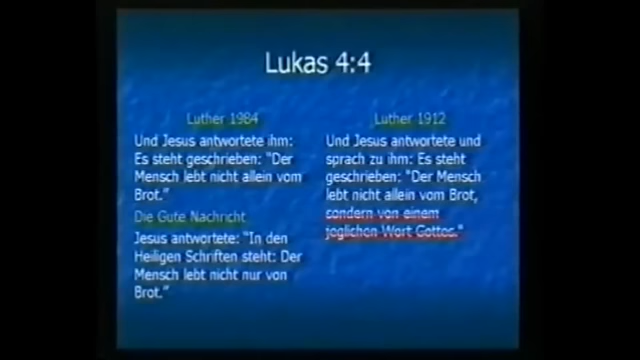 Lukas 4:4
Luther 1984
Und Jesus antwortete ihm:
Es steht geschrieben: "Der
Mensch lebt nicht allein vom
Brot."
Die Gute Nachricht
Jesus antwortete: "In den
Heiligen Schriften steht: Der
Mensch lebt nicht nur von
Brot."
Luther 1912
Und Jesus antwortete und
sprach zu ihm: Es steht
geschrieben: "Der Mensch
lebt nicht allein vom Brot,
sondern von einem
jeglichen Wort Gottes."